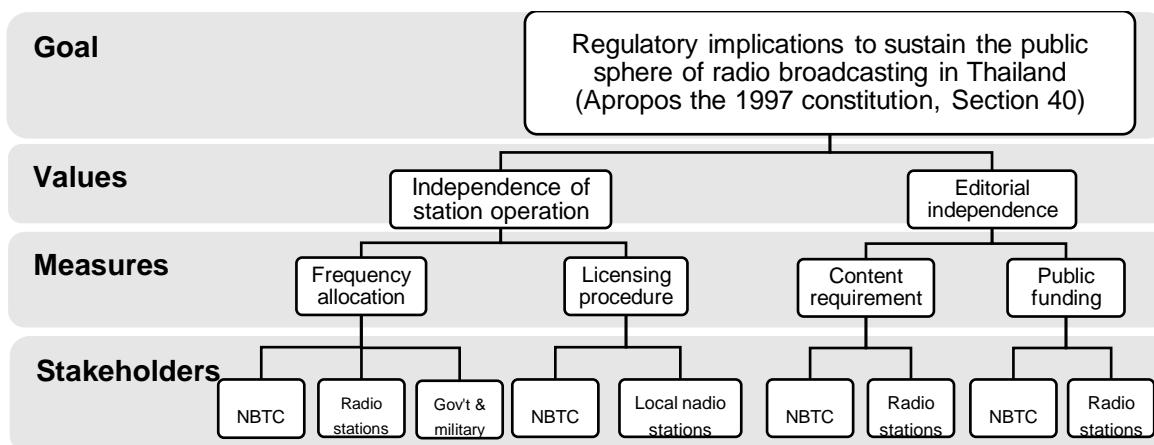 Goal
Regulatory implications to sustain the public
sphere of radio broadcasting in Thailand
(Apropos the 1997 constitution, Section 40)
Values
Independence of
station operation
Editorial
independence
Measures
Frequency
allocation
Licensing
procedure
Content
requirement
Public
funding
Stakeholders
NBTC
Radio
stations
Gov't &
military
NBTC
Local nadio
stations
NBTC
Radio
stations
NBTC
Radio
stations